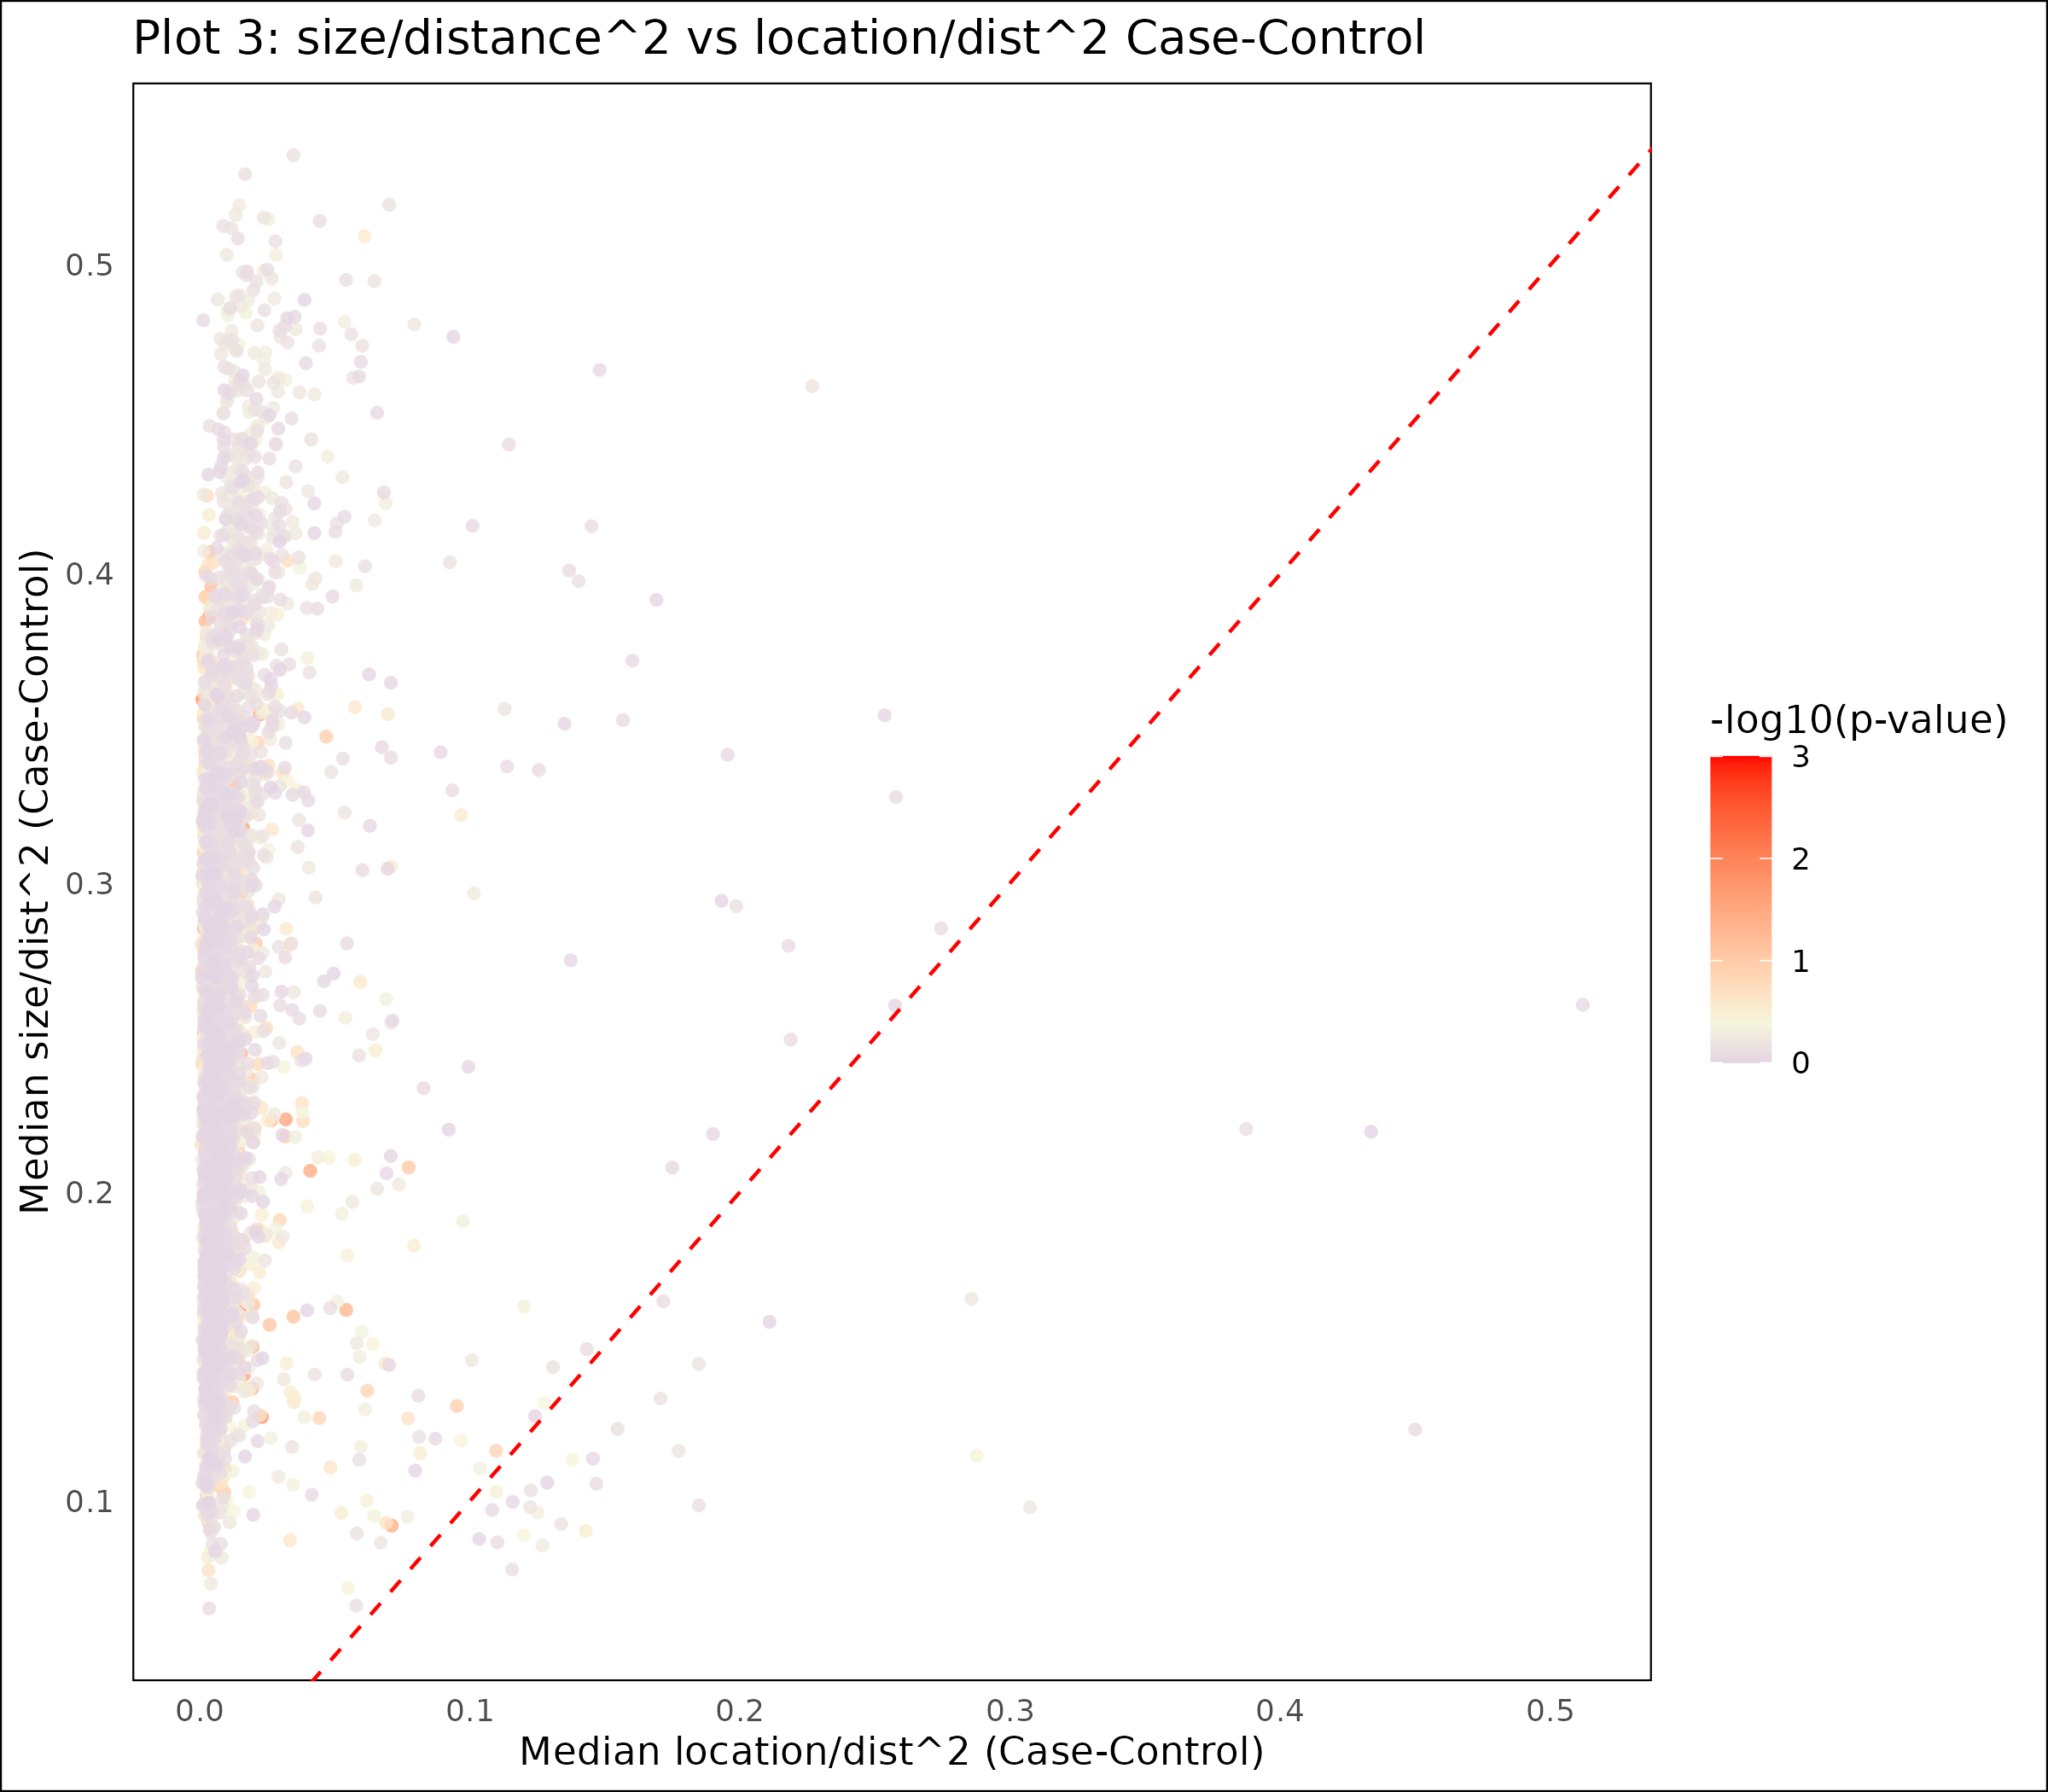 Plot 3: size/distance^2 vs location/dist^2 Case-Control
Median size/dist^2 (Case-Control)
0.5
0.4
0.3
0.2
0.1
0.0 0.1 0.2 0.3 0.4 0.5
Median location/dist^2 (Case-Control)
-log10(p-value)
3
2
1
0